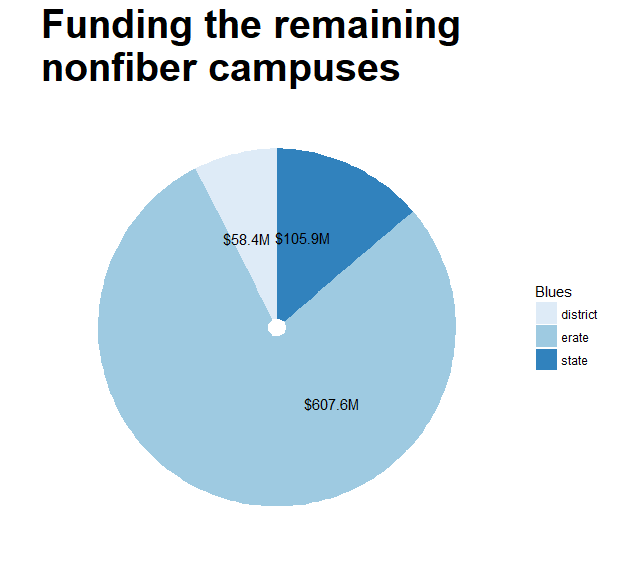 Funding the remaining
nonfiber campuses
$58.4M
$105.9M
$607.6M
Blues
district
erate
state